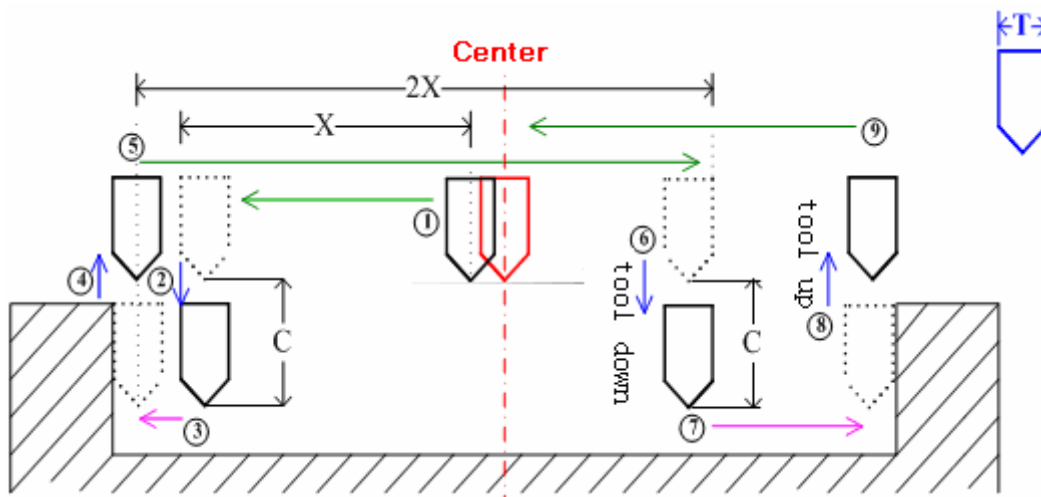 T
Center
2X
X
⑨
⑤
①
⑥
tool down
tool up
④
②
C
C
⑧
③
⑦